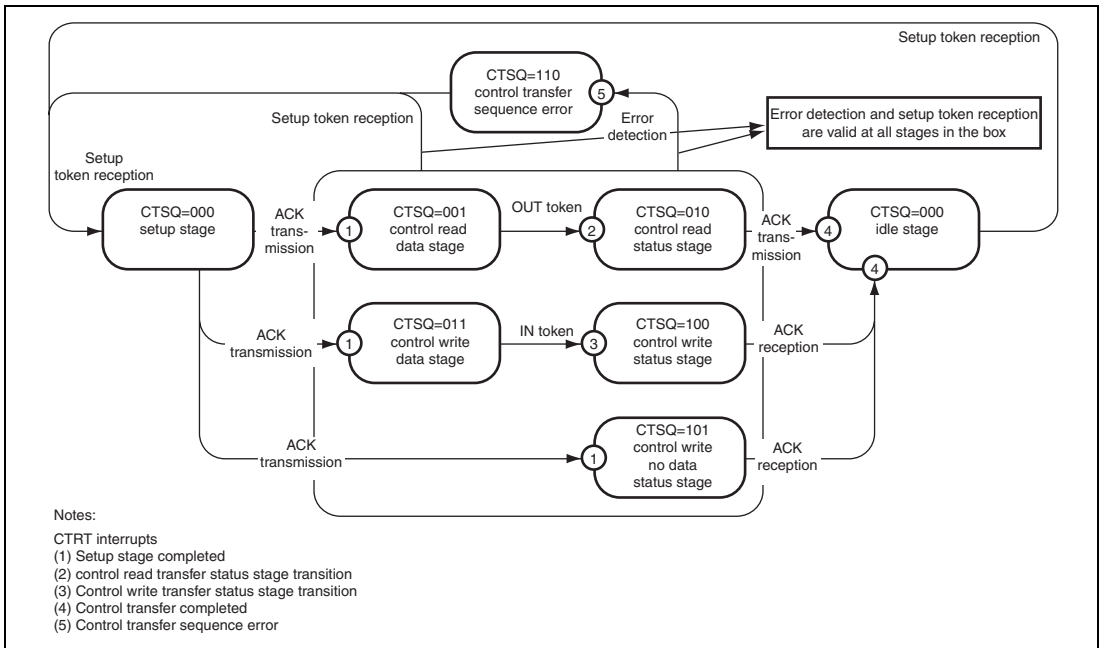 Setup token reception
CTSQ=110
control transfer
sequence error
5
Setup token reception
Error
detection
Error detection and setup token reception
are valid at all stages in the box
Setup
token reception
CTSQ=000
setup stage
ACK
trans-
mission
1
CTSQ=001
control read
data stage
OUT token
2
CTSQ=010
control read
status stage
ACK
trans-
mission
4
CTSQ=000
idle stage
4
ACK
transmission
1
CTSQ=011
control write
data stage
IN token
3
CTSQ=100
control write
status stage
ACK
reception
ACK
transmission
1
CTSQ=101
control write
no data
status stage
ACK
reception
Notes:
CTRT interrupts
(1) Setup stage completed
(2) control read transfer status stage transition
(3) Control write transfer status stage transition
(4) Control transfer completed
(5) Control transfer sequence error